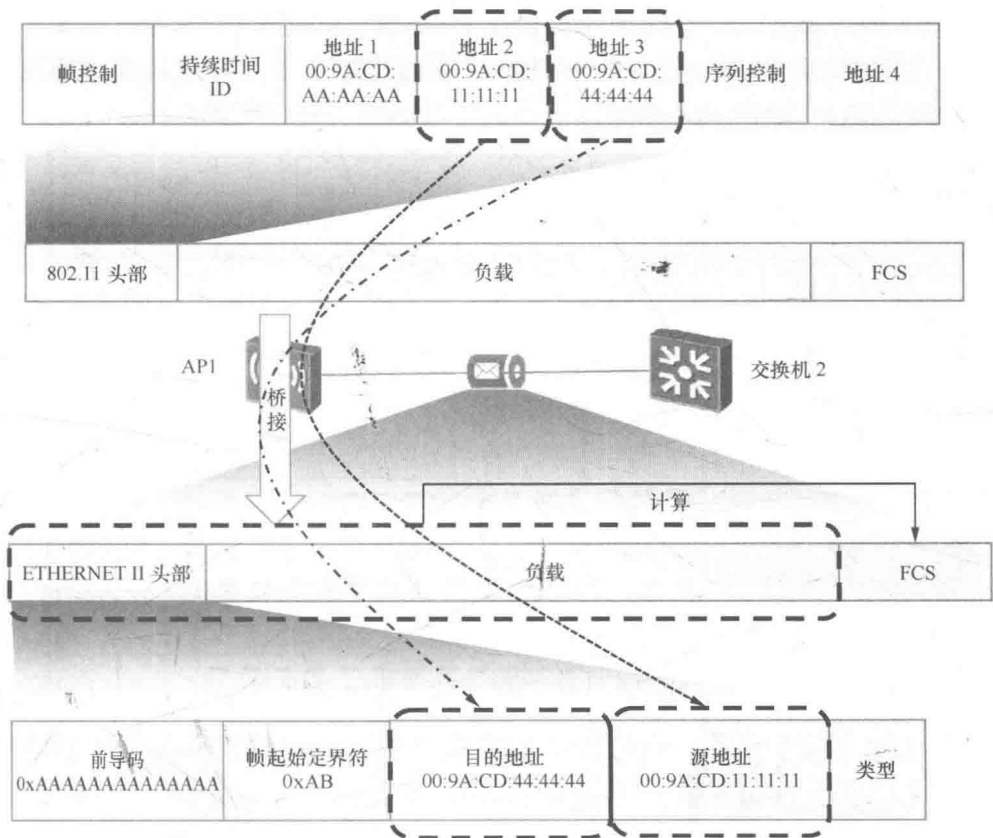 帧控制
持续时间
ID
地址 1
00:9A:CD:
AA:AA:AA
地址 2
00:9A:CD:
11:11:11
地址 3
00:9A:CD:
44:44:44
序列控制
地址 4
802.11 头部
负载
FCS
AP1
桥
接
交换机 2
计算
ETHERNET II 头部
负载
FCS
前导码
0xAAAAAAAAAAAAAA
帧起始定界符
0xAB
目的地址
00:9A:CD:44:44:44
源地址
00:9A:CD:11:11:11
类型